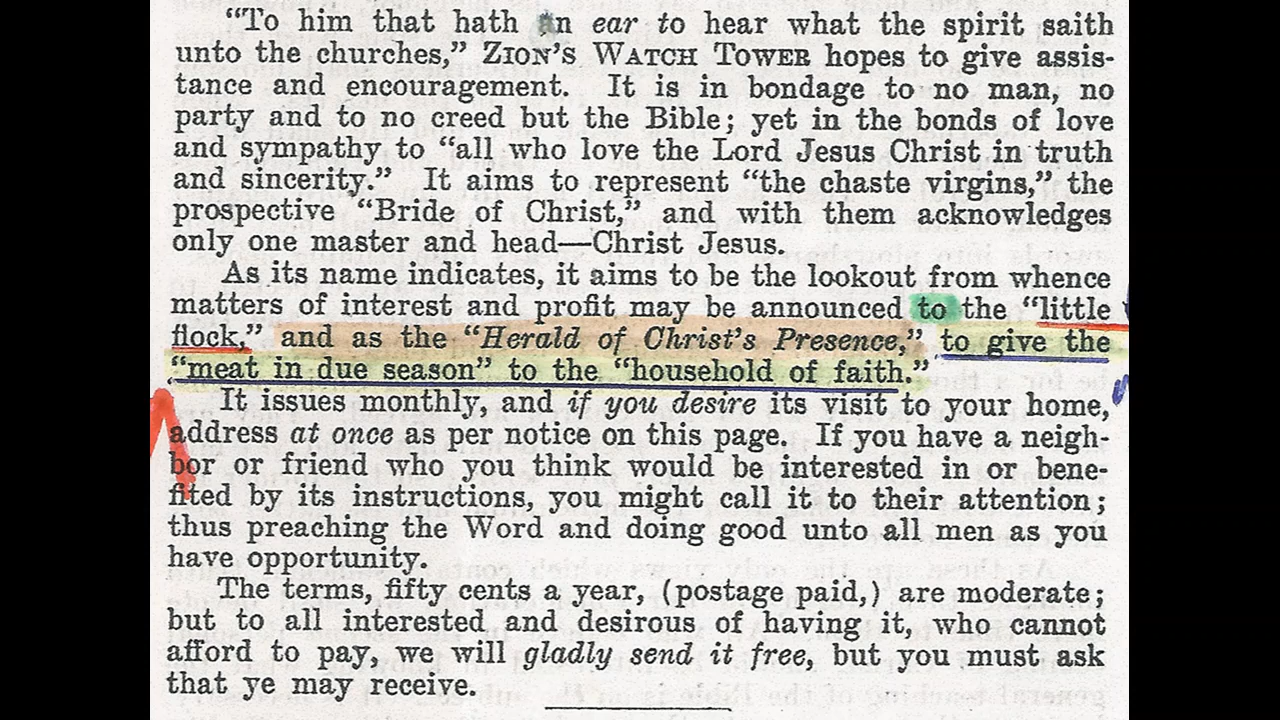 “To him that hath an ear to hear what the spirit saith
unto the churches,” ZION’S WATCH TOWER hopes to give assis-
tance and encouragement. It is in bondage to no man, no
party and to no creed but the Bible; yet in the bonds of love
and sympathy to “all who love the Lord Jesus Christ in truth
and sincerity.” It aims to represent “the chaste virgins,” the
prospective “Bride of Christ,” and with them acknowledges
only one master and head—Christ Jesus.
As its name indicates, it aims to be the lookout from whence
matters of interest and profit may be announced to the “little
flock,” and as the “Herald of Christ’s Presence,” to give the
“meat in due season” to the “household of faith.”
It issues monthly, and if you desire its visit to your home,
address at once as per notice on this page. If you have a neigh-
bor or friend who you think would be interested in or bene-
fited by its instructions, you might call it to their attention;
thus preaching the Word and doing good unto all men as you
have opportunity.
The terms, fifty cents a year, (postage paid,) are moderate;
but to all interested and desirous of having it, who cannot
afford to pay, we will gladly send it free, but you must ask
that ye may receive.